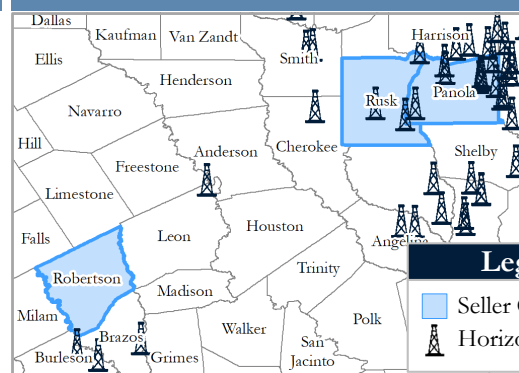 Dallas
Kaufman
Van Zandt
Harrison
Smith
Ellis
Henderson
Rusk
Panola
Navarro
Hill
Cherokee
Anderson
Shelby
Freestone
Limestone
Houston
Falls
Leon
Angelina
Trinity
Robertson
Madison
Milam
Polk
Walker
Brazos
San
Jacinto
Burleson
Grimes
Leg
Seller
Horizo